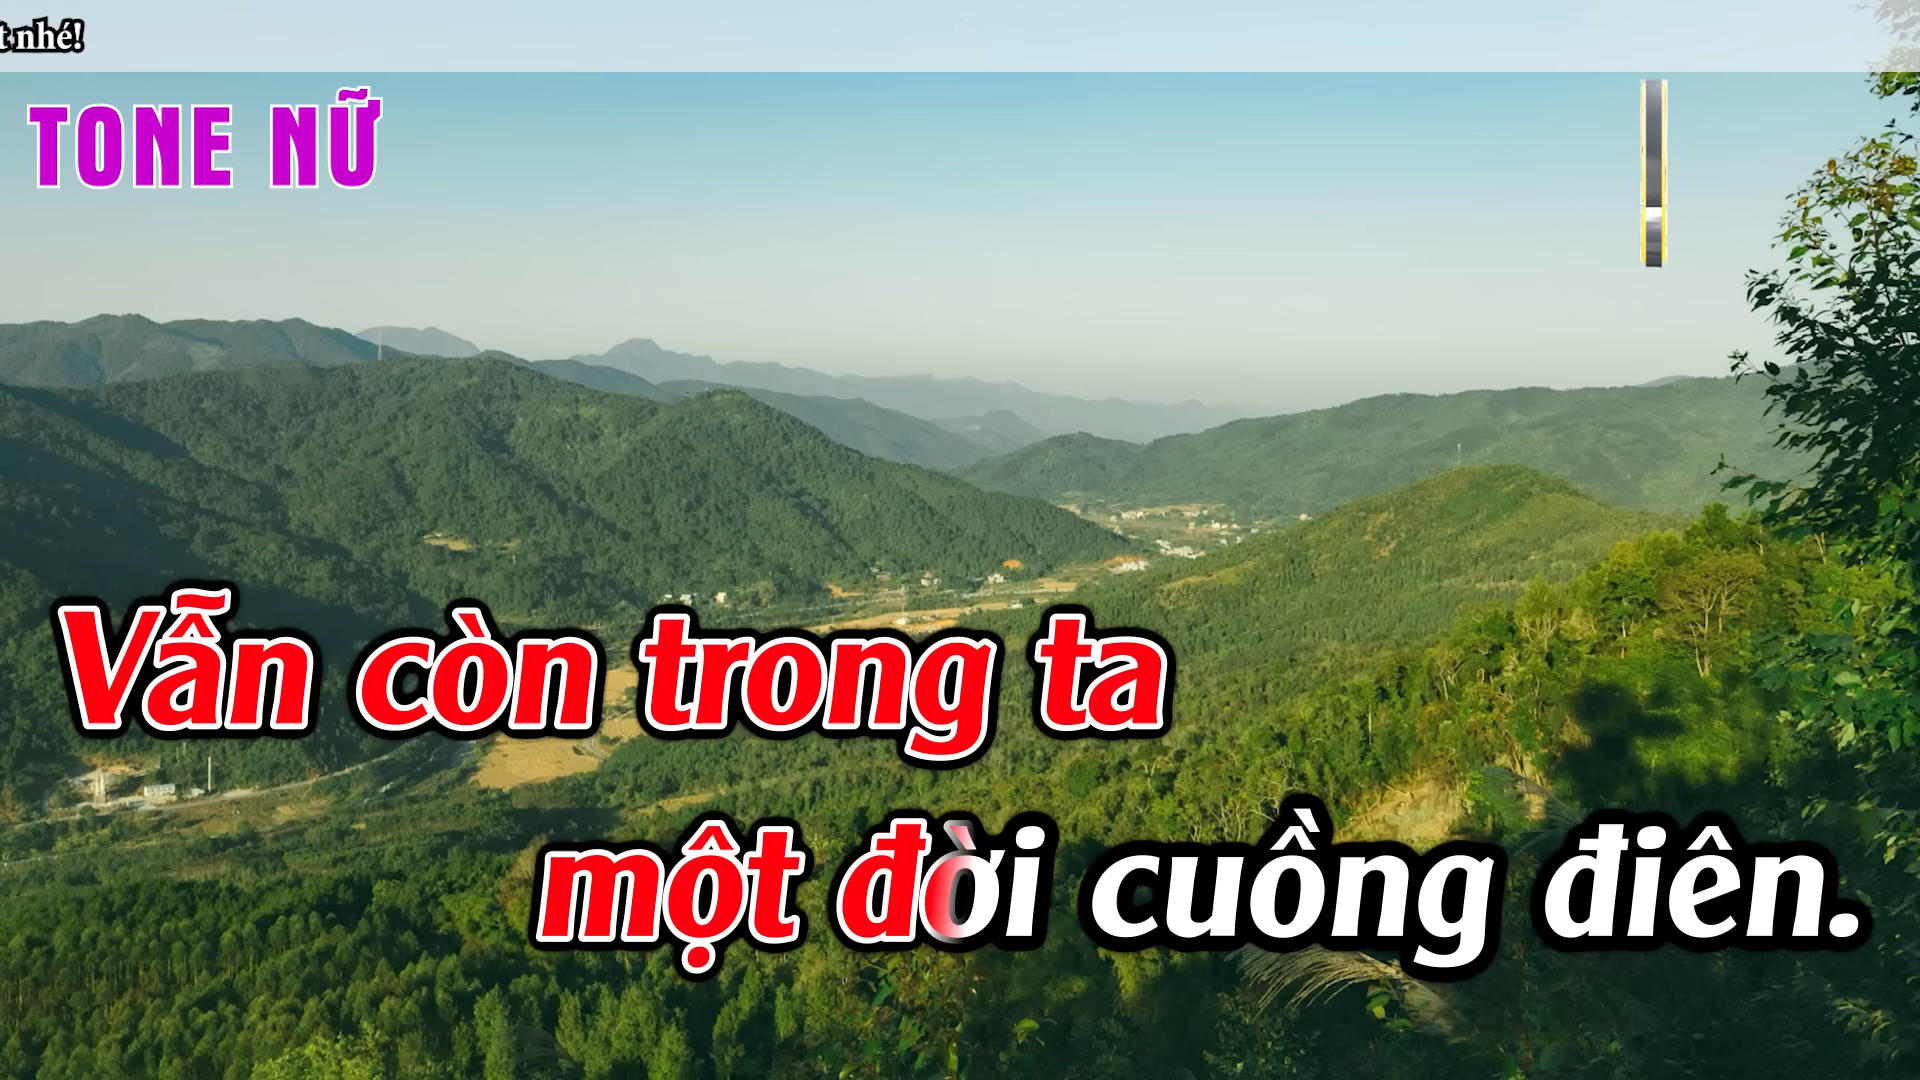 nhé!
TONE NỮ
Vẫn còn trong ta
một đời cuồng điên.